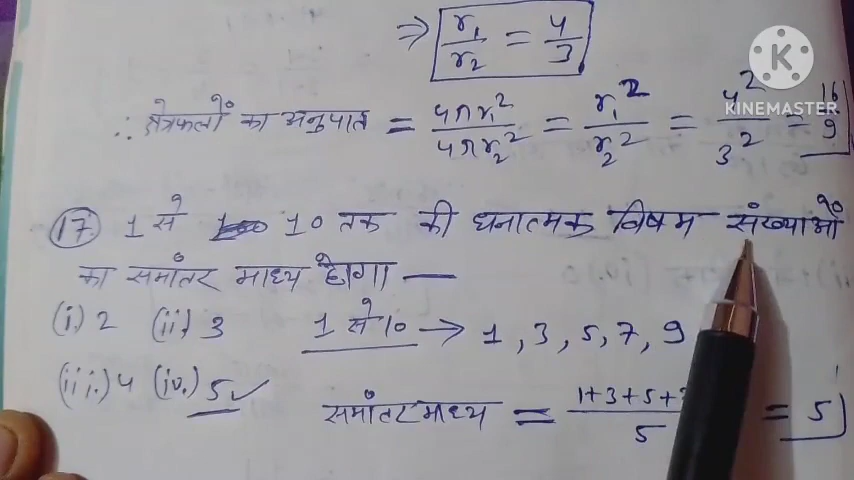 ⇒ r₁/r₂ = 4/3
∴ क्षेत्रफलों का अनुपात = 4πr₁²/4πr₂² = r₁²/r₂² = 4²/3² = 16/9
KINEMASTER
(17) 1 से 10 तक की धनात्मक विषम संख्याओं
का समांतर माध्य होगा —
(i.) 2 (ii.) 3 1 से 10 → 1, 3, 5, 7, 9
(iii.) 4 (iv.) 5 ✓
समांतर माध्य = 1+3+5+ /5 = 5